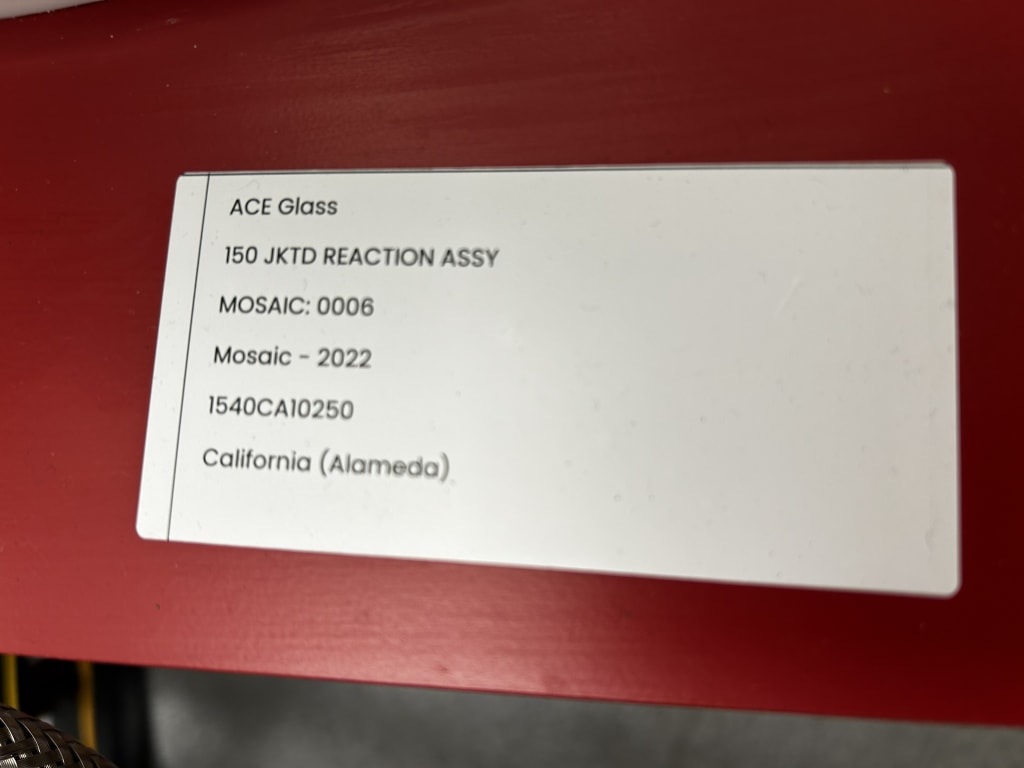 ACE Glass
150 JKTD REACTION ASSY
MOSAIC: 0006
Mosaic - 2022
1540CA10250
California (Alameda)